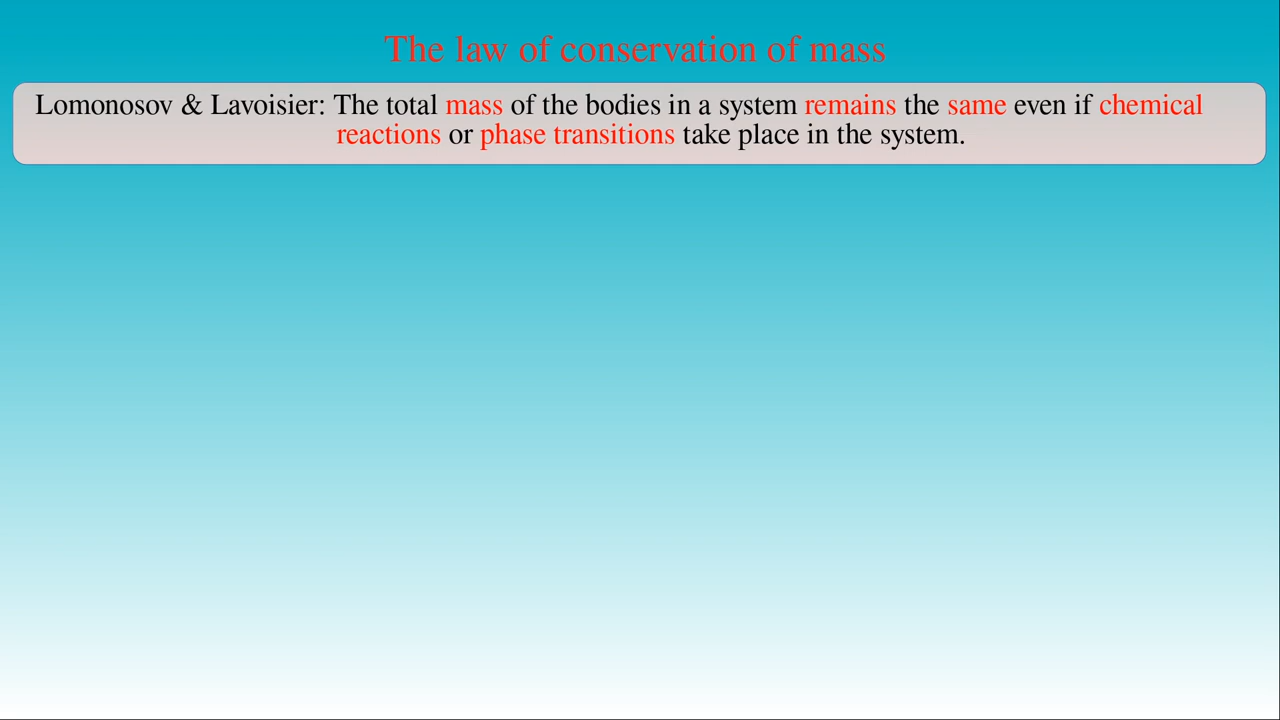 The law of conservation of mass
Lomonosov & Lavoisier: The total mass of the bodies in a system remains the same even if chemical
reactions or phase transitions take place in the system.